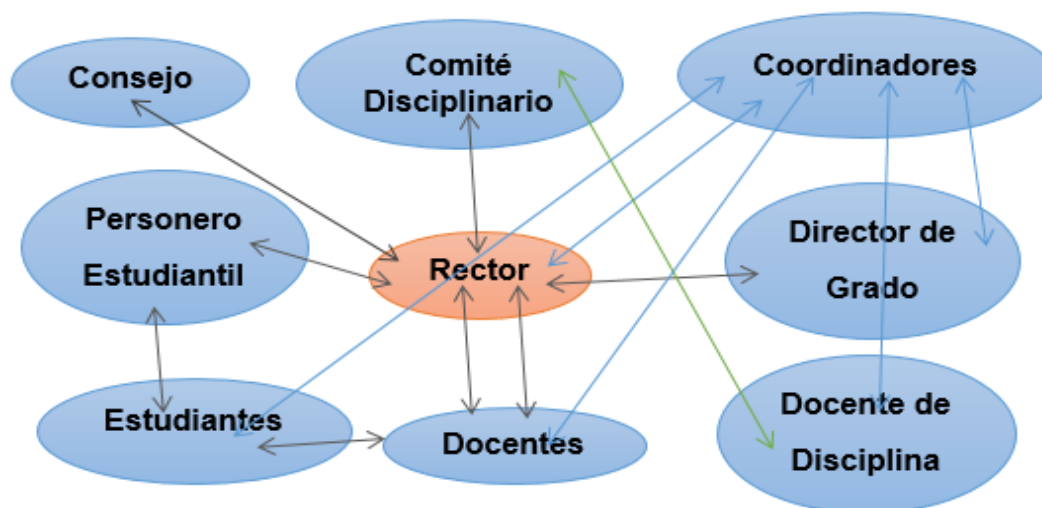 Consejo
Comité
Disciplinario
Coordinadores
Personero
Estudiantil
Rector
Director de
Grado
Estudiantes
Docentes
Docente de
Disciplina